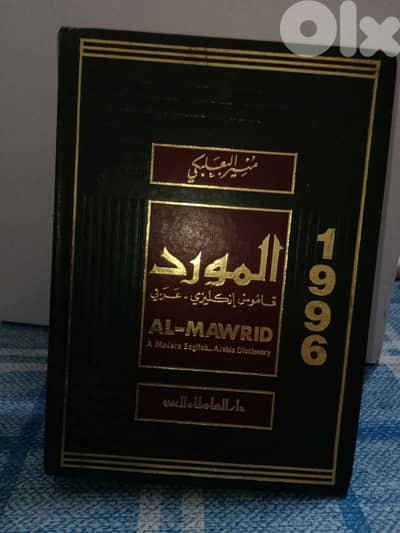 OLX
منير البعلبكي
المورد
قاموس إنكليزي - عربي
AL-MAWRID
A Modern English-Arabic Dictionary
1996
دار العلم للملايين